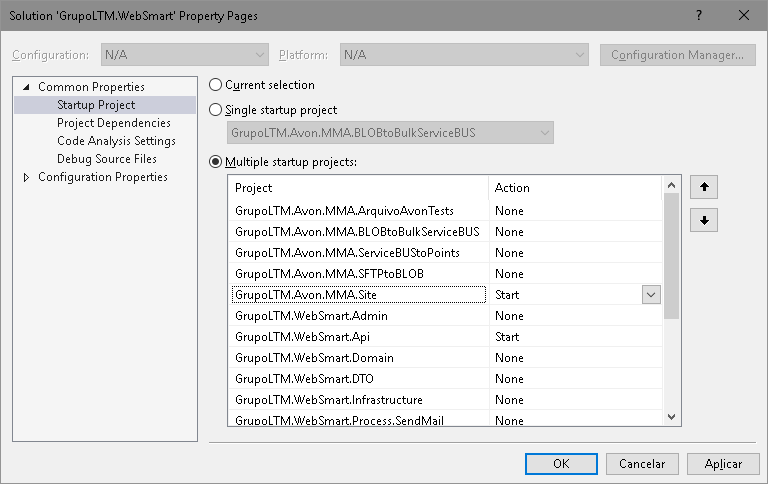 Solution 'GrupoLTM.WebSmart' Property Pages
? 
Configuration: N/A Platform: N/A Configuration Manager...
Common Properties
Startup Project
Project Dependencies
Code Analysis Settings
Debug Source Files
Configuration Properties
Current selection
Single startup project
GrupoLTM.Avon.MMA.BLOBtoBulkServiceBUS
Multiple startup projects:
Project Action
GrupoLTM.Avon.MMA.ArquivoAvonTests None
GrupoLTM.Avon.MMA.BLOBtoBulkServiceBUS None
GrupoLTM.Avon.MMA.ServiceBUStoPoints None
GrupoLTM.Avon.MMA.SFTPtoBLOB None
GrupoLTM.Avon.MMA.Site Start
GrupoLTM.WebSmart.Admin None
GrupoLTM.WebSmart.Api Start
GrupoLTM.WebSmart.Domain None
GrupoLTM.WebSmart.DTO None
GrupoLTM.WebSmart.Infrastructure None
GrupoLTM.WebSmart.Process.SendMail None
OK Cancelar Aplicar